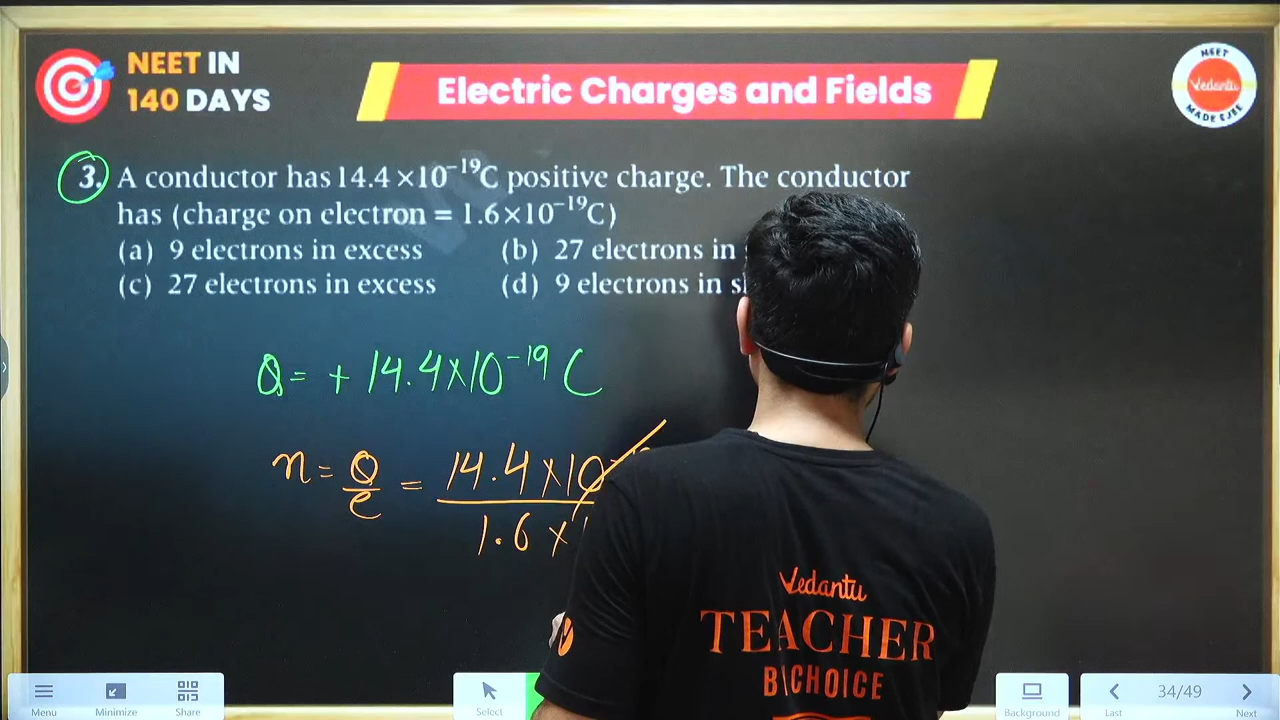 NEET IN
140 DAYS
Electric Charges and Fields
NEET
Vedantu
MADE EJEE
3. A conductor has 14.4 ×10⁻¹⁹C positive charge. The conductor
has (charge on electron = 1.6×10⁻¹⁹C)
(a) 9 electrons in excess (b) 27 electrons in
(c) 27 electrons in excess (d) 9 electrons in
Q = + 14.4×10⁻¹⁹ C
n = Q/e = 14.4 ×10
1.6 ×
Vedantu
TEACHER
CHOICE
Menu
Minimize
Share
Select
Background
Last
34/49
Next